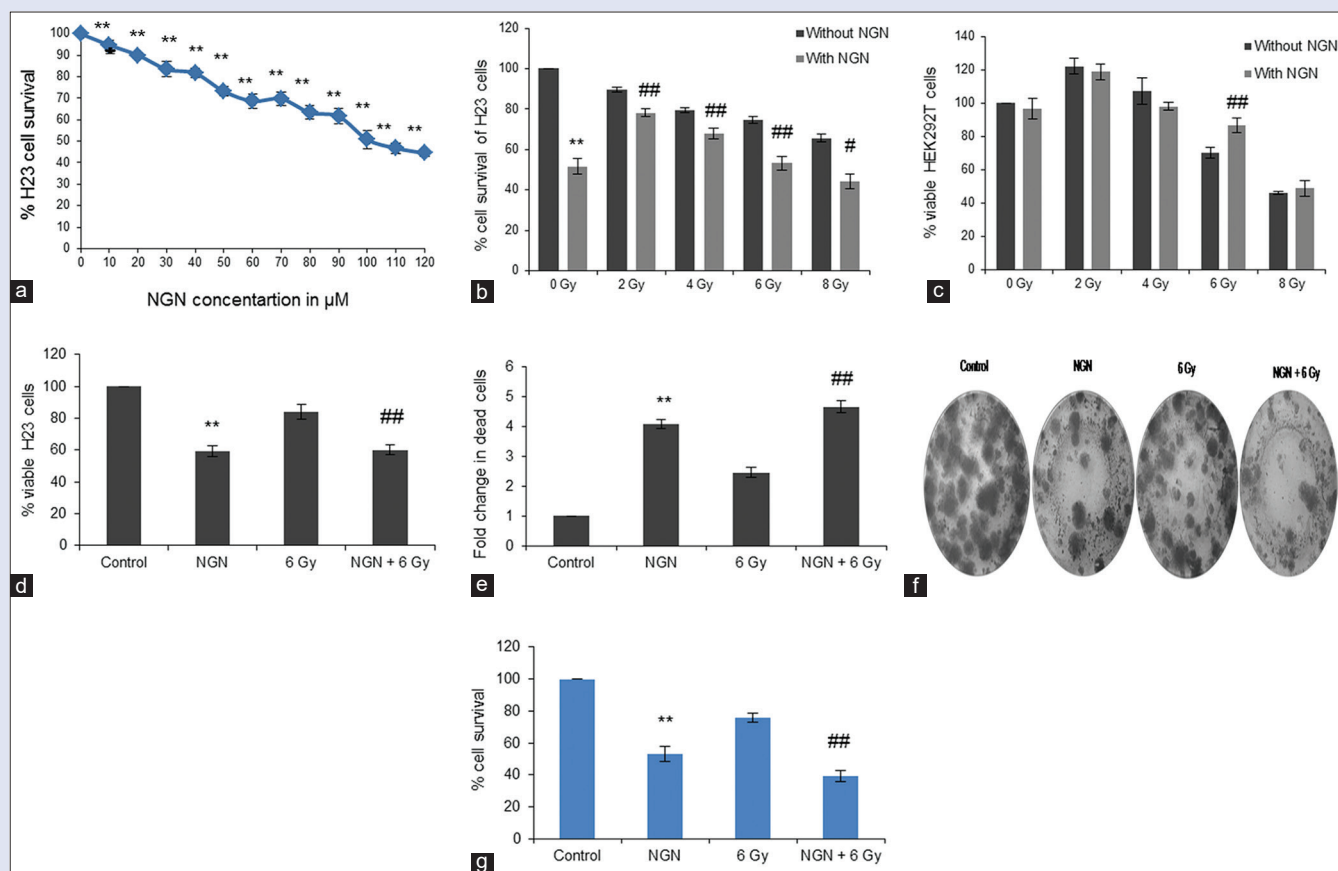 % H23 cell survival
100
90
80
70
60
50
40
30
20
10
0
** ** ** ** ** ** ** ** ** ** ** **
0 10 20 30 40 50 60 70 80 90 100 110 120
NGN concentartion in µM
a
% cell survival of H23 cells
120
100
80
60
40
20
0
Without NGN
With NGN
** ## ## ## #
0 Gy 2 Gy 4 Gy 6 Gy 8 Gy
b
% viable HEK292T cells
140
120
100
80
60
40
20
0
Without NGN
With NGN
##
0 Gy 2 Gy 4 Gy 6 Gy 8 Gy
c
% viable H23 cells
120
100
80
60
40
20
0
** ##
Control NGN 6 Gy NGN + 6 Gy
d
Fold change in dead cells
6
5
4
3
2
1
0
** ##
Control NGN 6 Gy NGN + 6 Gy
e
Control NGN 6 Gy NGN + 6 Gy
f
% cell survival
120
100
80
60
40
20
0
** ##
Control NGN 6 Gy NGN + 6 Gy
g